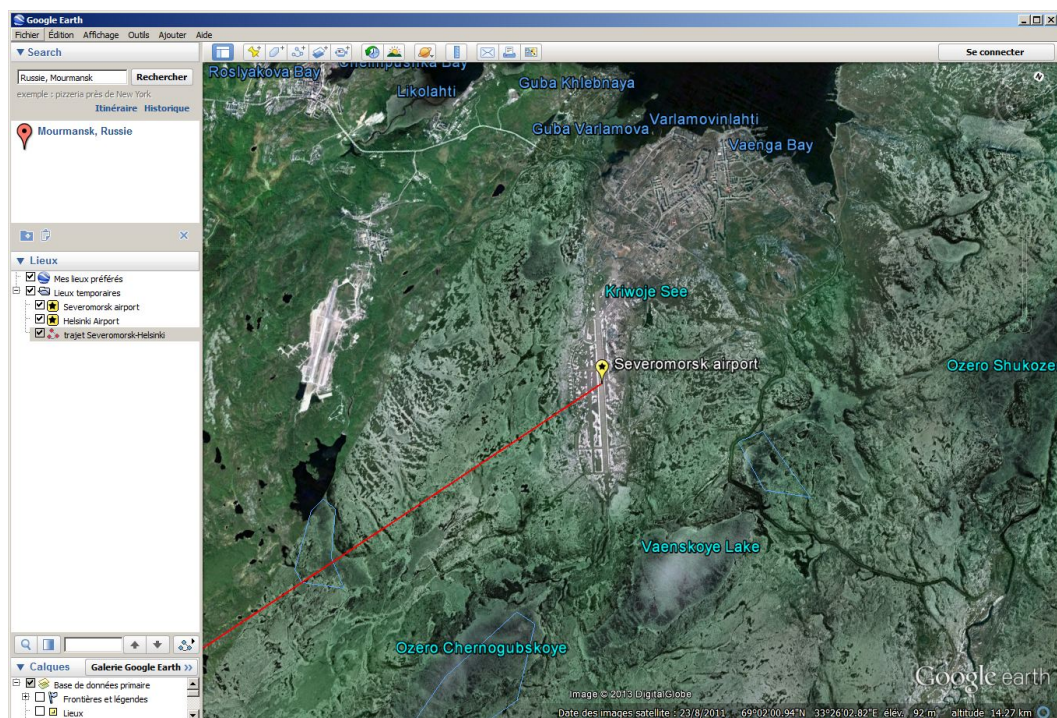 Google Earth
Fichier Édition Affichage Outils Ajouter Aide
Search
Se connecter
Russie, Mourmansk Rechercher
exemple : pizzeria près de New York
Itinéraire Historique
Mourmansk, Russie
Lieux
Mes lieux préférés
Lieux temporaires
Severomorsk airport
Helsinki Airport
trajet Severomorsk-Helsinki
Calques Galerie Google Earth >>
Base de données primaire
Frontières et légendes
Lieux
Roslyakova Bay
Likolahti
Guba Khlebnaya
Guba Varlamova
Varlamovinlahti
Vaenga Bay
Kriwoje See
Severomorsk airport
Ozero Shukoze
Vaenskoye Lake
Ozero Chernogubskoye
Google earth
Image © 2013 DigitalGlobe
Date des images satellite : 23/8/2011 69°02'00.94"N 33°26'02.82"E élév. 92 m altitude 14.27 km